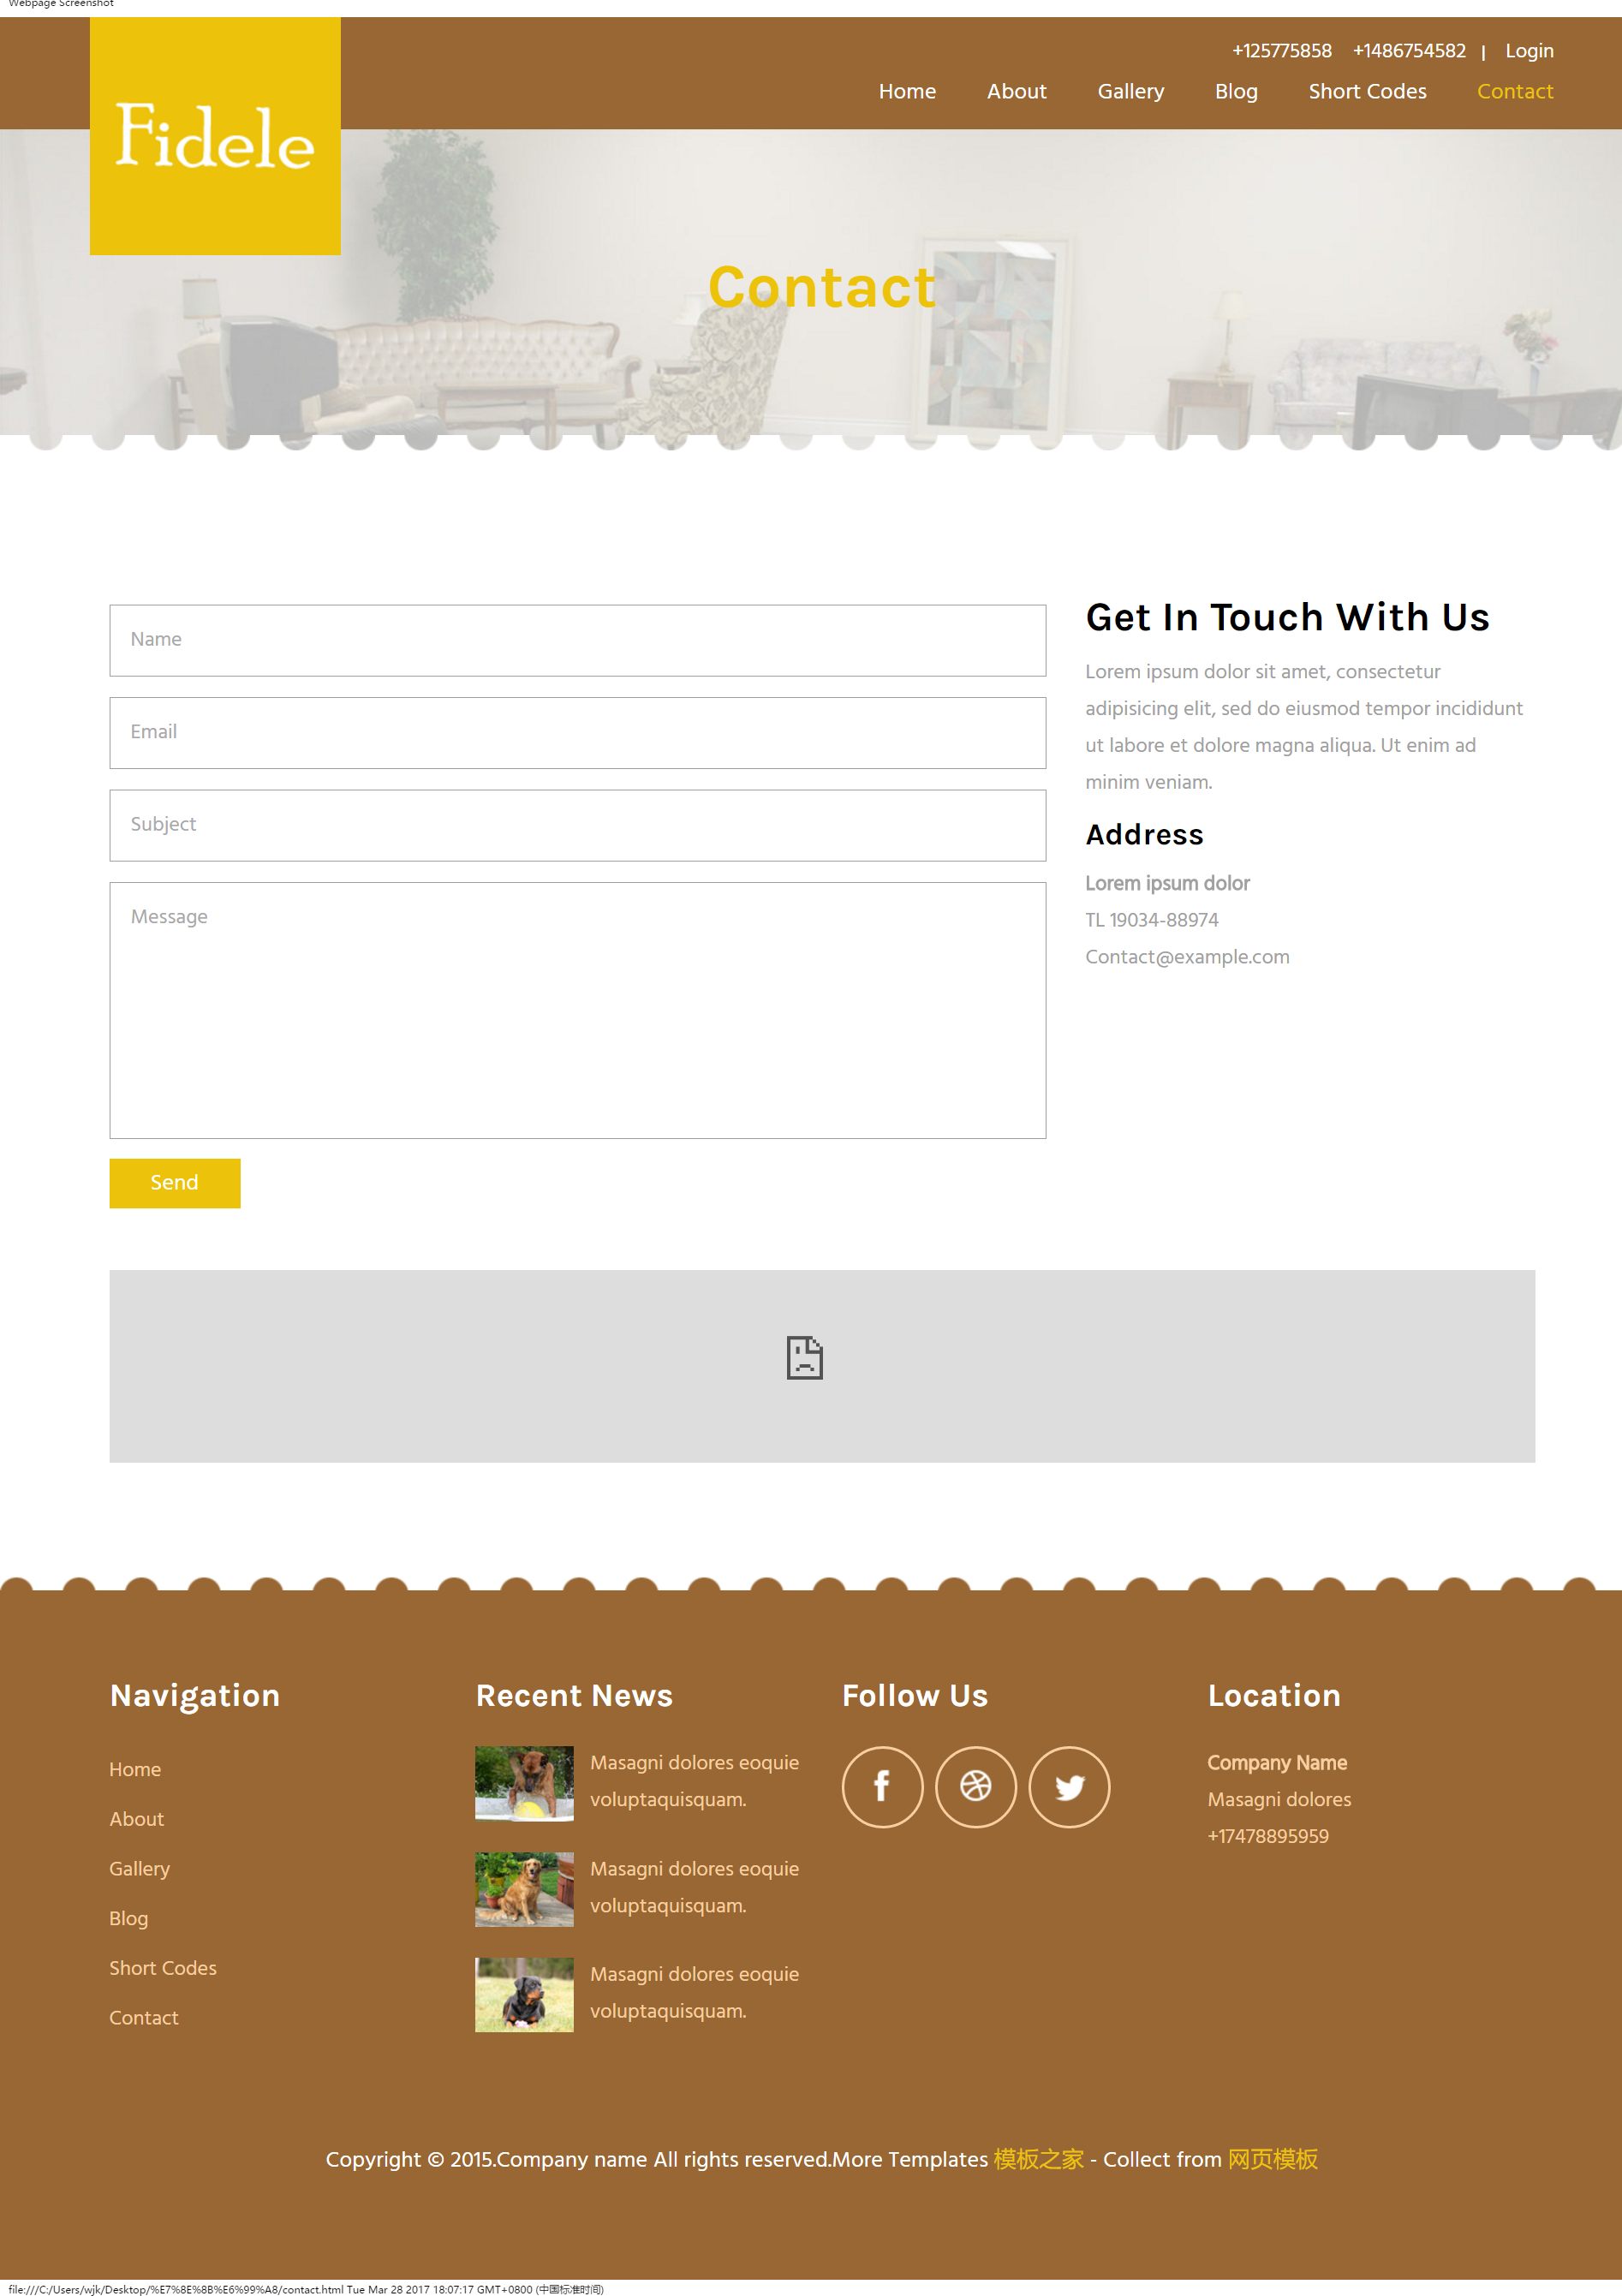 Webpage Screenshot
+125775858 +1486754582 | Login
Fidele
Home About Gallery Blog Short Codes Contact
Contact
Name
Email
Subject
Message
Send
Get In Touch With Us
Lorem ipsum dolor sit amet, consectetur
adipisicing elit, sed do eiusmod tempor incididunt
ut labore et dolore magna aliqua. Ut enim ad
minim veniam.
Address
Lorem ipsum dolor
TL 19034-88974
Contact@example.com
Navigation
Home
About
Gallery
Blog
Short Codes
Contact
Recent News
Masagni dolores eoquie
voluptaquisquam.
Masagni dolores eoquie
voluptaquisquam.
Masagni dolores eoquie
voluptaquisquam.
Follow Us
Location
Company Name
Masagni dolores
+17478895959
Copyright © 2015.Company name All rights reserved.More Templates 模板之家 - Collect from 网页模板
file:///C:/Users/wjk/Desktop/%E7%8E%8B%E6%99%A8/contact.html Tue Mar 28 2017 18:07:17 GMT+0800 (中国标准时间)